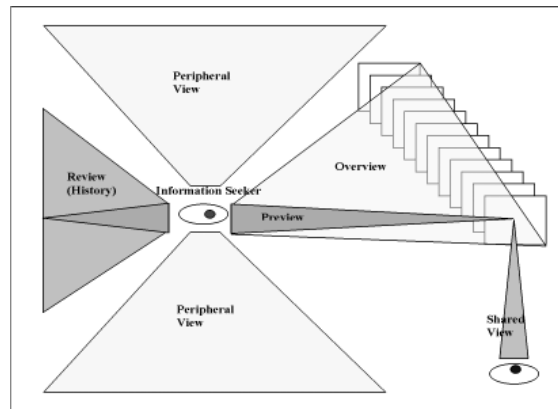 Peripheral
View
Review
(History)
Information Seeker
Overview
Preview
Peripheral
View
Shared
View